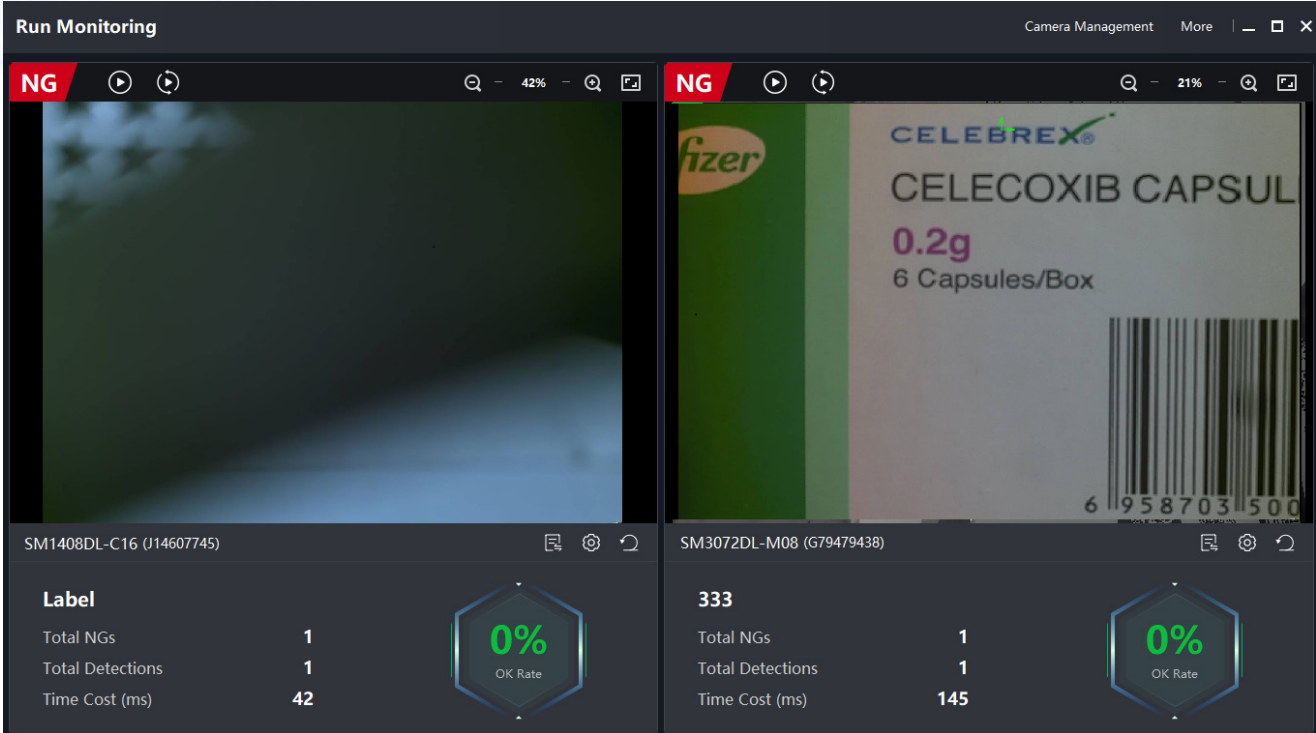 Run Monitoring
Camera Management
More
NG
42%
NG
21%
fizer
CELEBREX®
CELECOXIB CAPSUL
0.2g
6 Capsules/Box
6 958703 500
SM1408DL-C16 (J14607745)
SM3072DL-M08 (G79479438)
Label
Total NGs 1
Total Detections 1
Time Cost (ms) 42
0%
OK Rate
333
Total NGs 1
Total Detections 1
Time Cost (ms) 145
0%
OK Rate